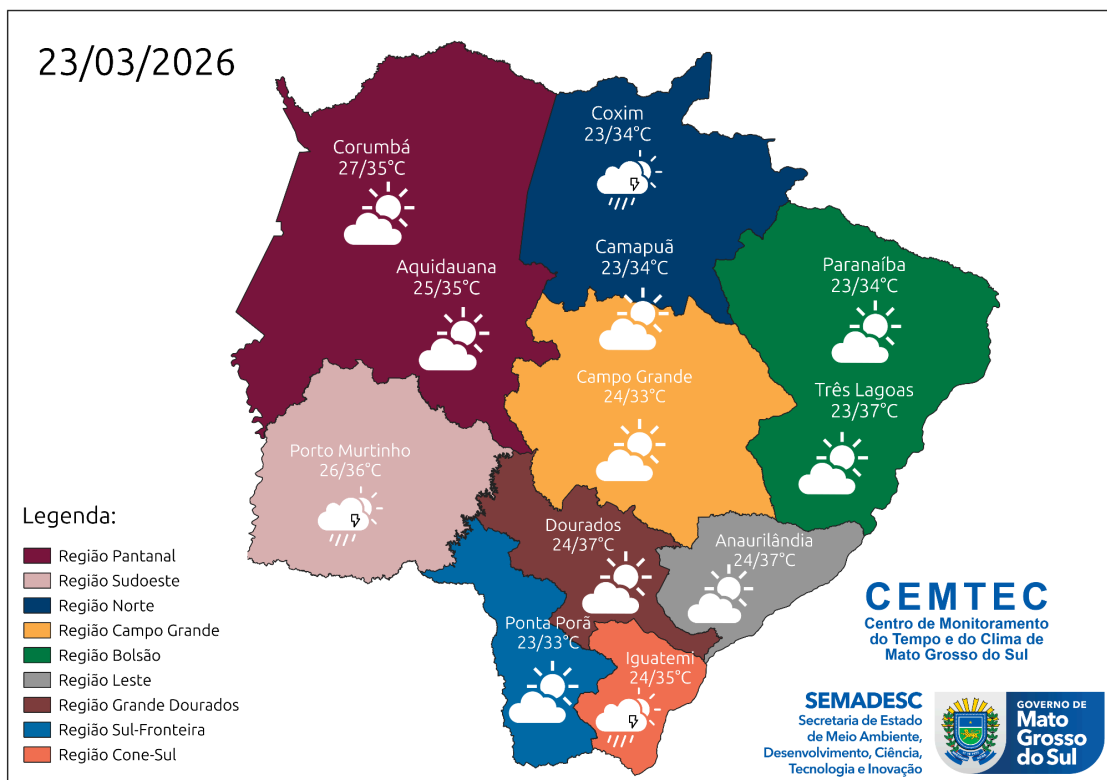 23/03/2026
Coxim
23/34°C
Corumbá
27/35°C
Camapuã
23/34°C
Aquidauana
25/35°C
Paranaíba
23/34°C
Campo Grande
24/33°C
Três Lagoas
23/37°C
Porto Murtinho
26/36°C
Dourados
24/37°C
Anaurilândia
24/37°C
Ponta Porã
23/33°C
Iguatemi
24/35°C
Legenda:
Região Pantanal
Região Sudoeste
Região Norte
Região Campo Grande
Região Bolsão
Região Leste
Região Grande Dourados
Região Sul-Fronteira
Região Cone-Sul
CEMTEC
Centro de Monitoramento
do Tempo e do Clima de
Mato Grosso do Sul
SEMADESC
Secretaria de Estado
de Meio Ambiente,
Desenvolvimento, Ciência,
Tecnologia e Inovação
GOVERNO DE
Mato
Grosso
do Sul